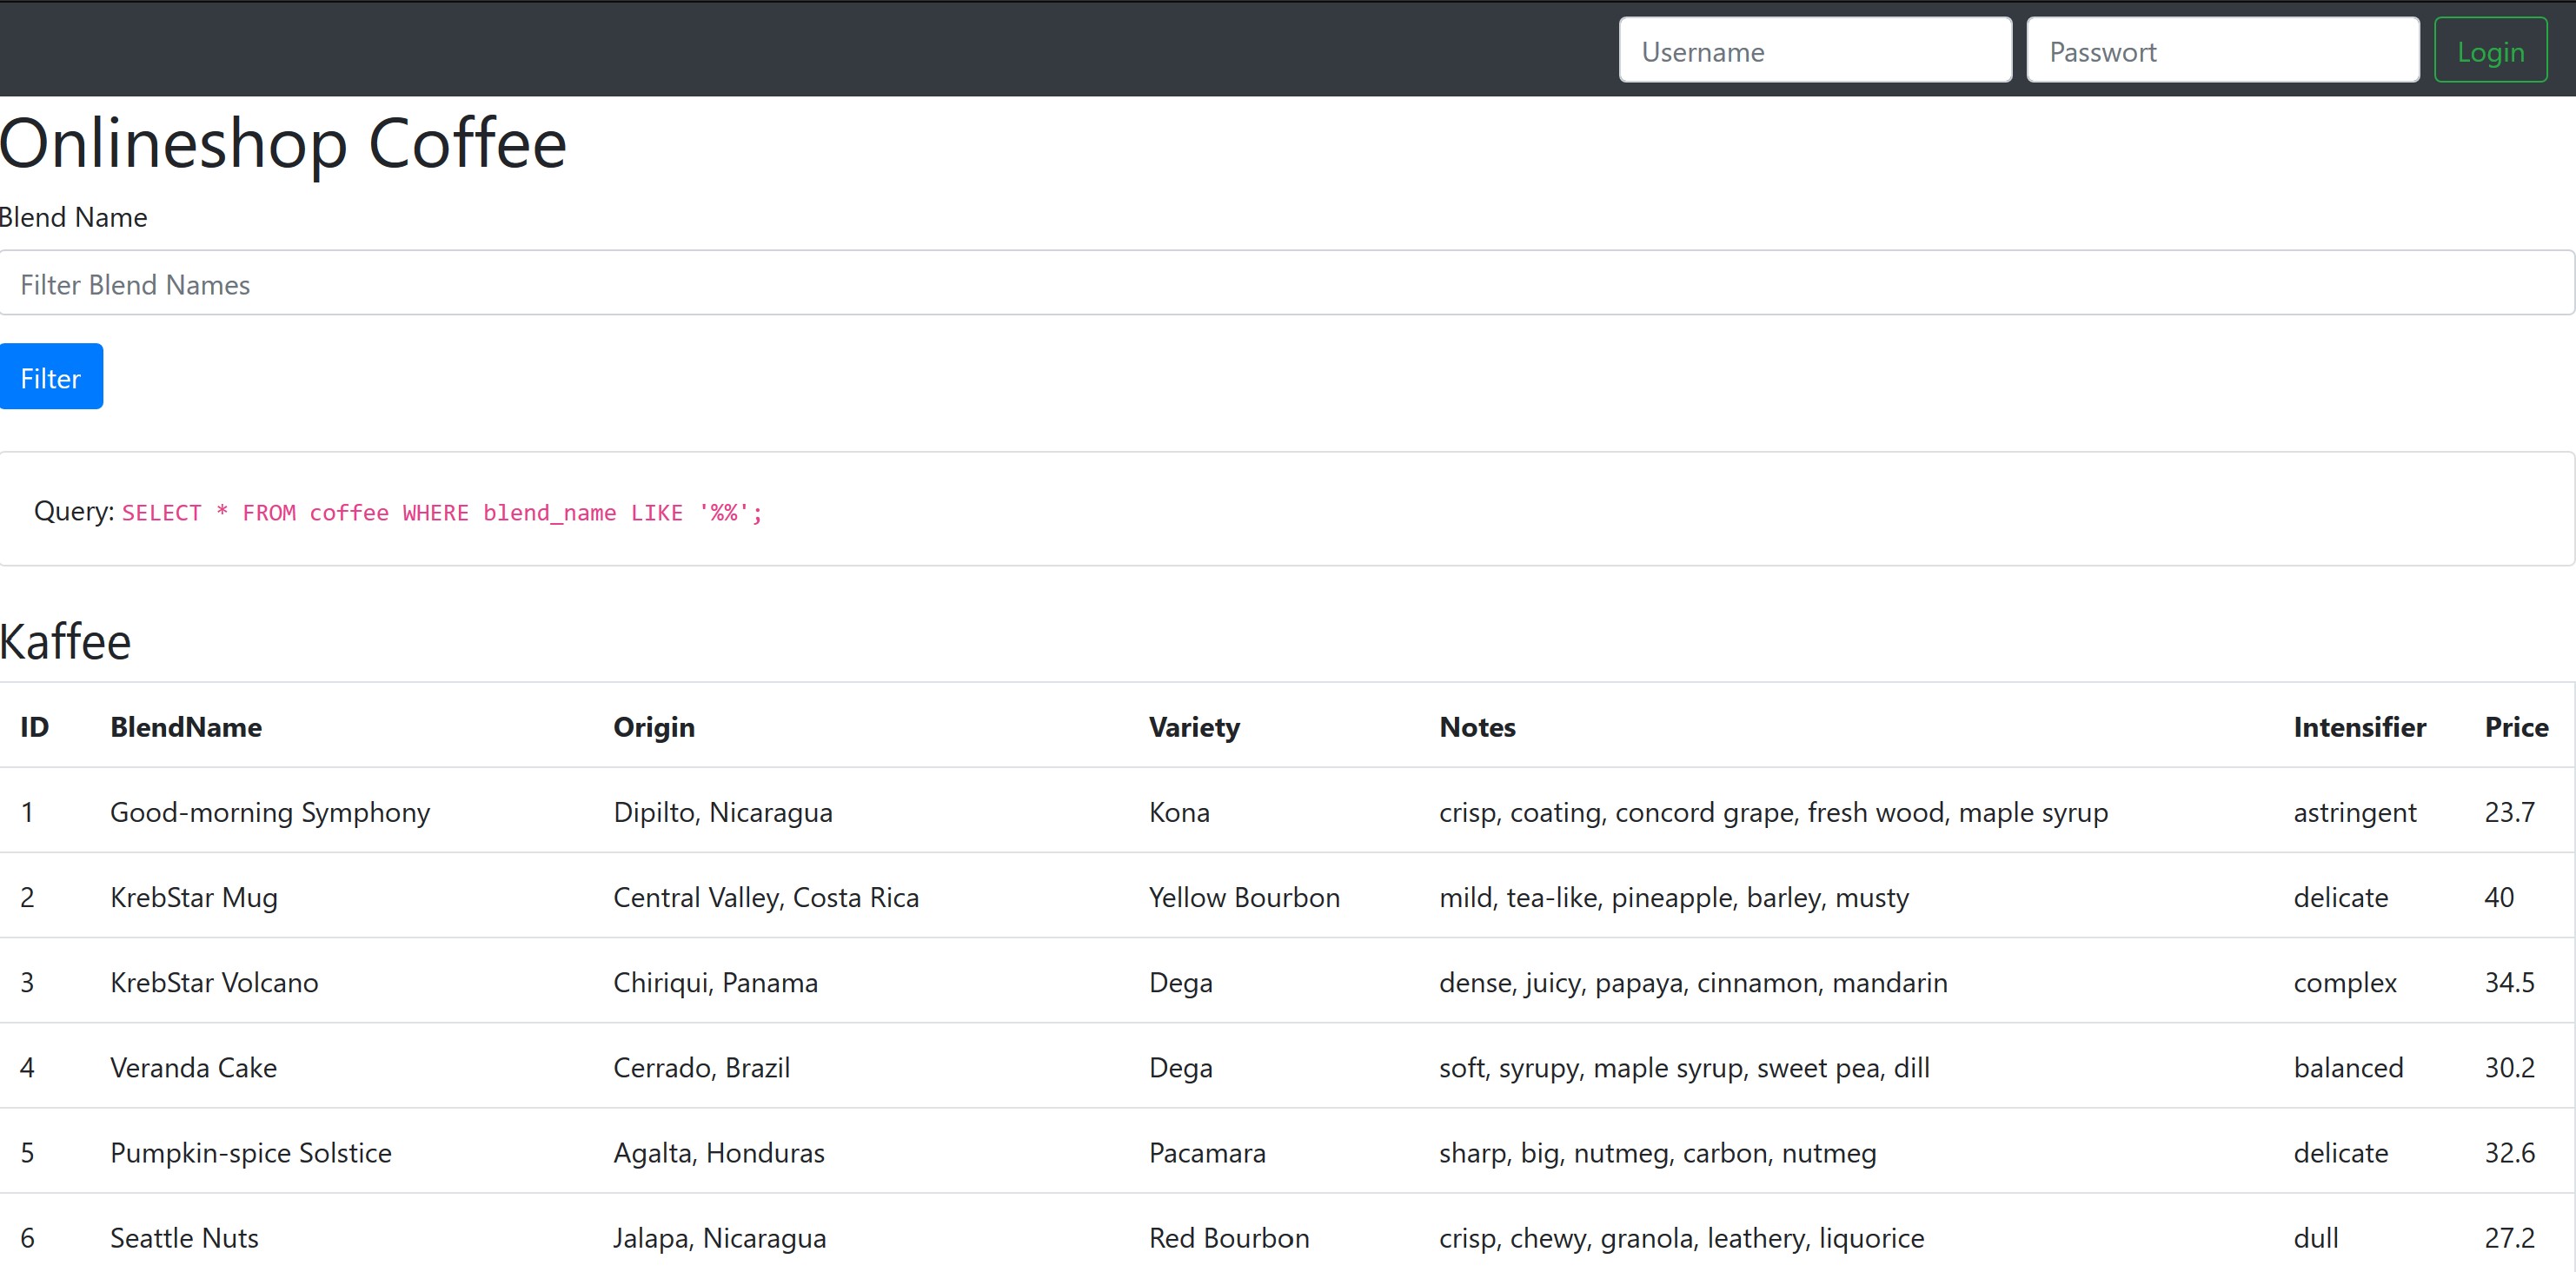 Username Passwort Login
Onlineshop Coffee
Blend Name
Filter Blend Names
Filter
Query: SELECT * FROM coffee WHERE blend_name LIKE '%%';
Kaffee
ID BlendName Origin Variety Notes Intensifier Price
1 Good-morning Symphony Dipilto, Nicaragua Kona crisp, coating, concord grape, fresh wood, maple syrup astringent 23.7
2 KrebStar Mug Central Valley, Costa Rica Yellow Bourbon mild, tea-like, pineapple, barley, musty delicate 40
3 KrebStar Volcano Chiriqui, Panama Dega dense, juicy, papaya, cinnamon, mandarin complex 34.5
4 Veranda Cake Cerrado, Brazil Dega soft, syrupy, maple syrup, sweet pea, dill balanced 30.2
5 Pumpkin-spice Solstice Agalta, Honduras Pacamara sharp, big, nutmeg, carbon, nutmeg delicate 32.6
6 Seattle Nuts Jalapa, Nicaragua Red Bourbon crisp, chewy, granola, leathery, liquorice dull 27.2